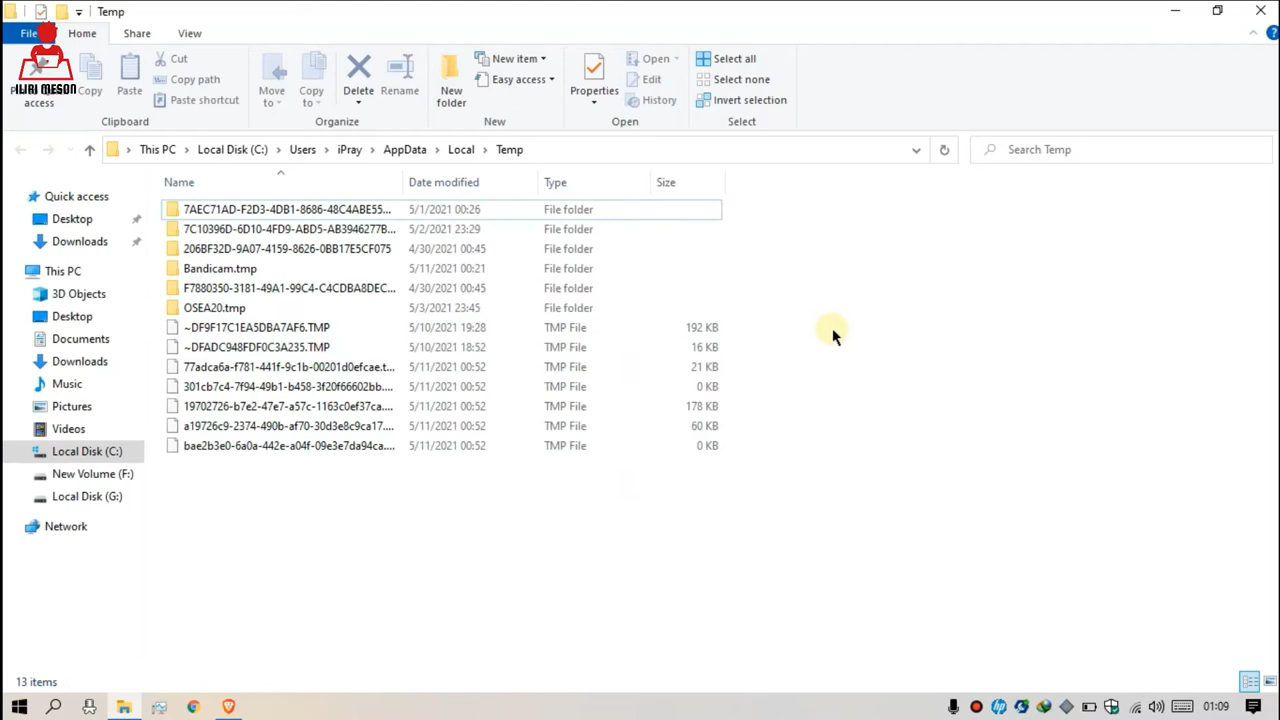 Temp
File
Home
Share
View
ILIRI MESON
access
Copy
Paste
Cut
Copy path
Paste shortcut
Clipboard
Move
to
Copy
to
Delete
Rename
Organize
New
folder
New item
Easy access
New
Properties
Open
Edit
History
Open
Select all
Select none
Invert selection
Select
This PC
Local Disk (C:)
Users
iPray
AppData
Local
Temp
Search Temp
Name
Date modified
Type
Size
7AEC71AD-F2D3-4DB1-8686-48C4ABE55... 5/1/2021 00:26 File folder
7C10396D-6D10-4FD9-ABD5-AB3946277B... 5/2/2021 23:29 File folder
206BF32D-9A07-4159-8626-0BB17E5CF075 4/30/2021 00:45 File folder
Bandicam.tmp 5/11/2021 00:21 File folder
F7880350-3181-49A1-99C4-C4CDBA8DEC... 4/30/2021 00:45 File folder
OSEA20.tmp 5/3/2021 23:45 File folder
~DF9F17C1EA5DBA7AF6.TMP 5/10/2021 19:28 TMP File 192 KB
~DFADC948FDF0C3A235.TMP 5/10/2021 18:52 TMP File 16 KB
77adca6a-f781-441f-9c1b-00201d0efcae.t... 5/11/2021 00:52 TMP File 21 KB
301cb7c4-7f94-49b1-b458-3f20f66602bb.... 5/11/2021 00:52 TMP File 0 KB
19702726-b7e2-47e7-a57c-1163c0ef37ca.... 5/11/2021 00:52 TMP File 178 KB
a19726c9-2374-490b-af70-30d3e8c9ca17.... 5/11/2021 00:52 TMP File 60 KB
bae2b3e0-6a0a-442e-a04f-09e3e7da94ca.... 5/11/2021 00:52 TMP File 0 KB
Quick access
Desktop
Downloads
This PC
3D Objects
Desktop
Documents
Downloads
Music
Pictures
Videos
Local Disk (C:)
New Volume (F:)
Local Disk (G:)
Network
13 items
01:09